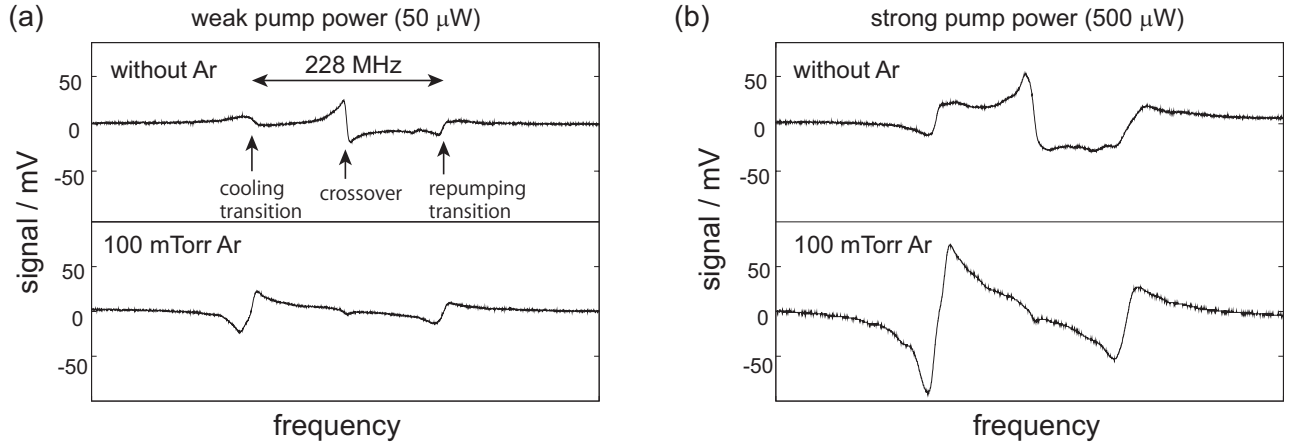 (a)
weak pump power (50 μW)
without Ar
228 MHz
50
0
-50
signal / mV
cooling
transition
crossover
repumping
transition
100 mTorr Ar
50
0
-50
frequency
(b)
strong pump power (500 μW)
without Ar
50
0
-50
signal / mV
100 mTorr Ar
50
0
-50
frequency